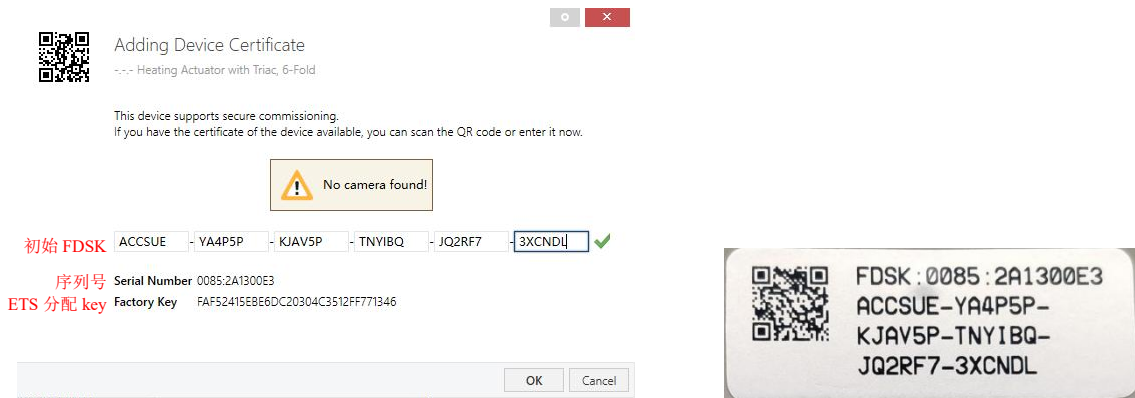 Adding Device Certificate
-.-.- Heating Actuator with Triac, 6-Fold
This device supports secure commissioning.
If you have the certificate of the device available, you can scan the QR code or enter it now.
No camera found!
初始 FDSK ACCSUE - YA4P5P - KJAV5P - TNYIBQ - JQ2RF7 - 3XCNDL
序列号 Serial Number 0085:2A1300E3
ETS 分配 key Factory Key FAF52415EBE6DC20304C3512FF771346
OK Cancel
FDSK:0085:2A1300E3
ACCSUE-YA4P5P-
KJAV5P-TNYIBQ-
JQ2RF7-3XCNDL